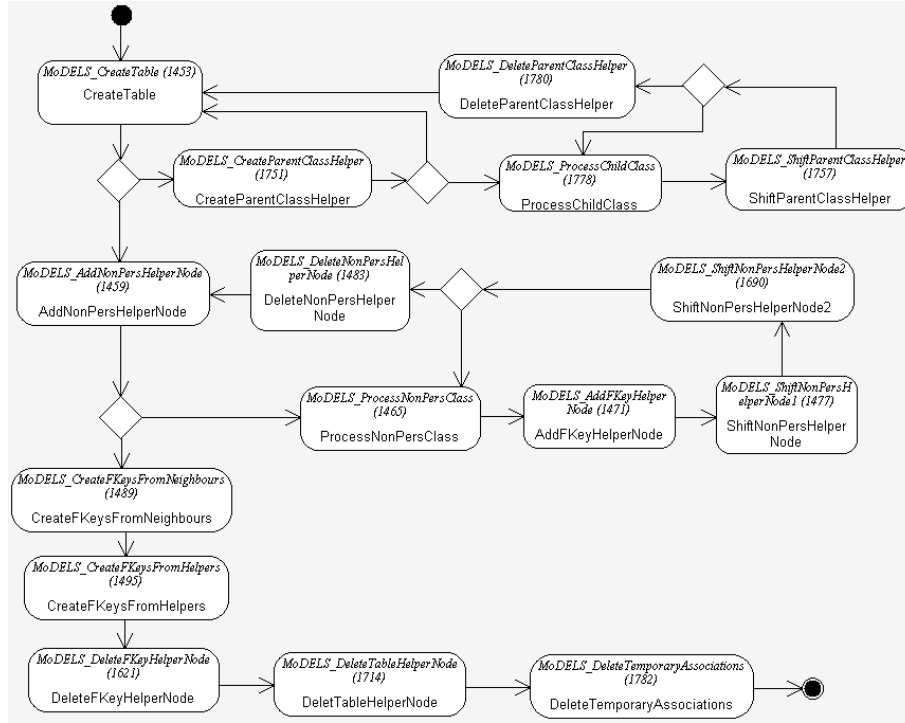 MoDELS_CreateTable (1453)
CreateTable
MoDELS_DeleteParentClassHelper
(1780)
DeleteParentClassHelper
MoDELS_CreateParentClassHelper
(1751)
CreateParentClassHelper
MoDELS_ProcessChildClass
(1778)
ProcessChildClass
MoDELS_ShiftParentClassHelper
(1757)
ShiftParentClassHelper
MoDELS_AddNonPersHelperNode
(1459)
AddNonPersHelperNode
MoDELS_DeleteNonPersHe
lperNode (1483)
DeleteNonPersHelper
Node
MoDELS_ShiftNonPersHelperNode2
(1690)
ShiftNonPersHelperNode2
MoDELS_ProcessNonPersClass
(1465)
ProcessNonPersClass
MoDELS_AddFKeyHelper
Node (1471)
AddFKeyHelperNode
MoDELS_ShiftNonPersH
elperNode1 (1477)
ShiftNonPersHelper
Node
MoDELS_CreateFKeysFromNeighbours
(1489)
CreateFKeysFromNeighbours
MoDELS_CreateFKeysFromHelpers
(1495)
CreateFKeysFromHelpers
MoDELS_DeleteFKeyHelperNode
(1621)
DeleteFKeyHelperNode
MoDELS_DeleteTableHelperNode
(1714)
DeletTableHelperNode
MoDELS_DeleteTemporaryAssociations
(1782)
DeleteTemporaryAssociations